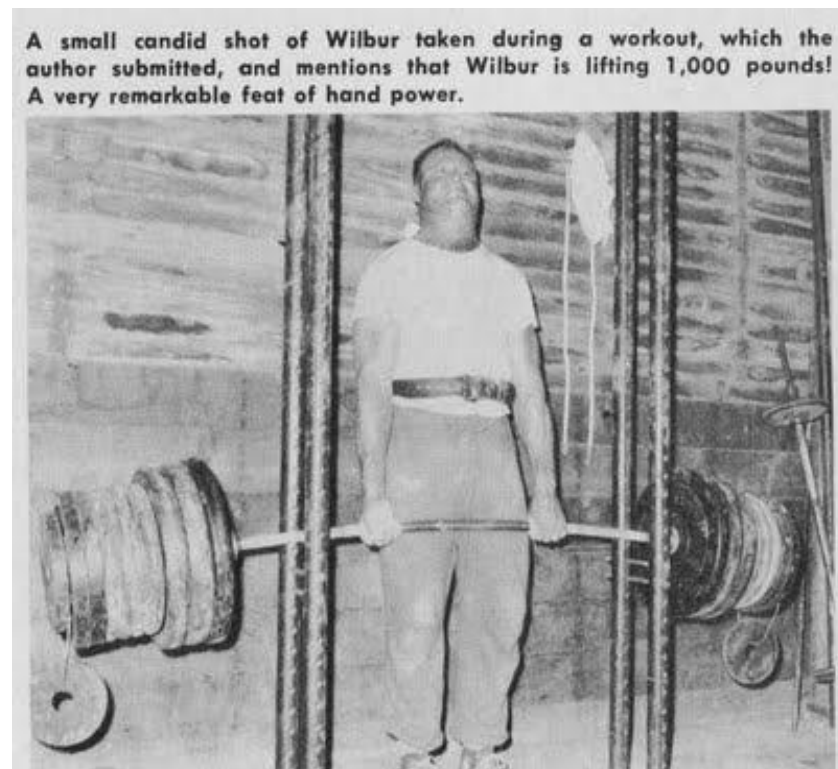 A small candid shot of Wilbur taken during a workout, which the
author submitted, and mentions that Wilbur is lifting 1,000 pounds!
A very remarkable feat of hand power.